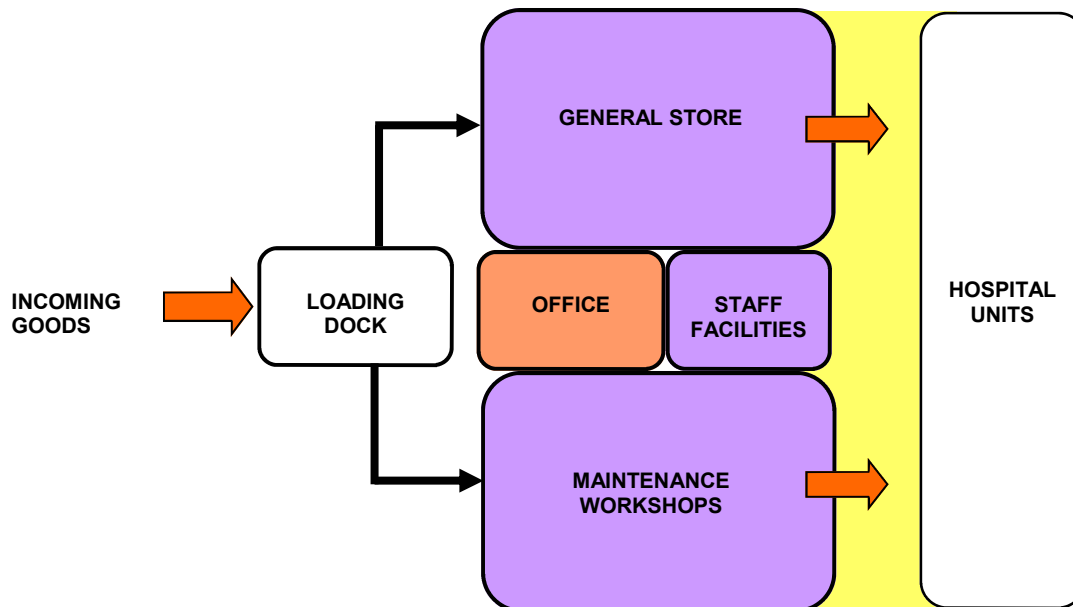 GENERAL STORE
INCOMING
GOODS
LOADING
DOCK
OFFICE
STAFF
FACILITIES
HOSPITAL
UNITS
MAINTENANCE
WORKSHOPS